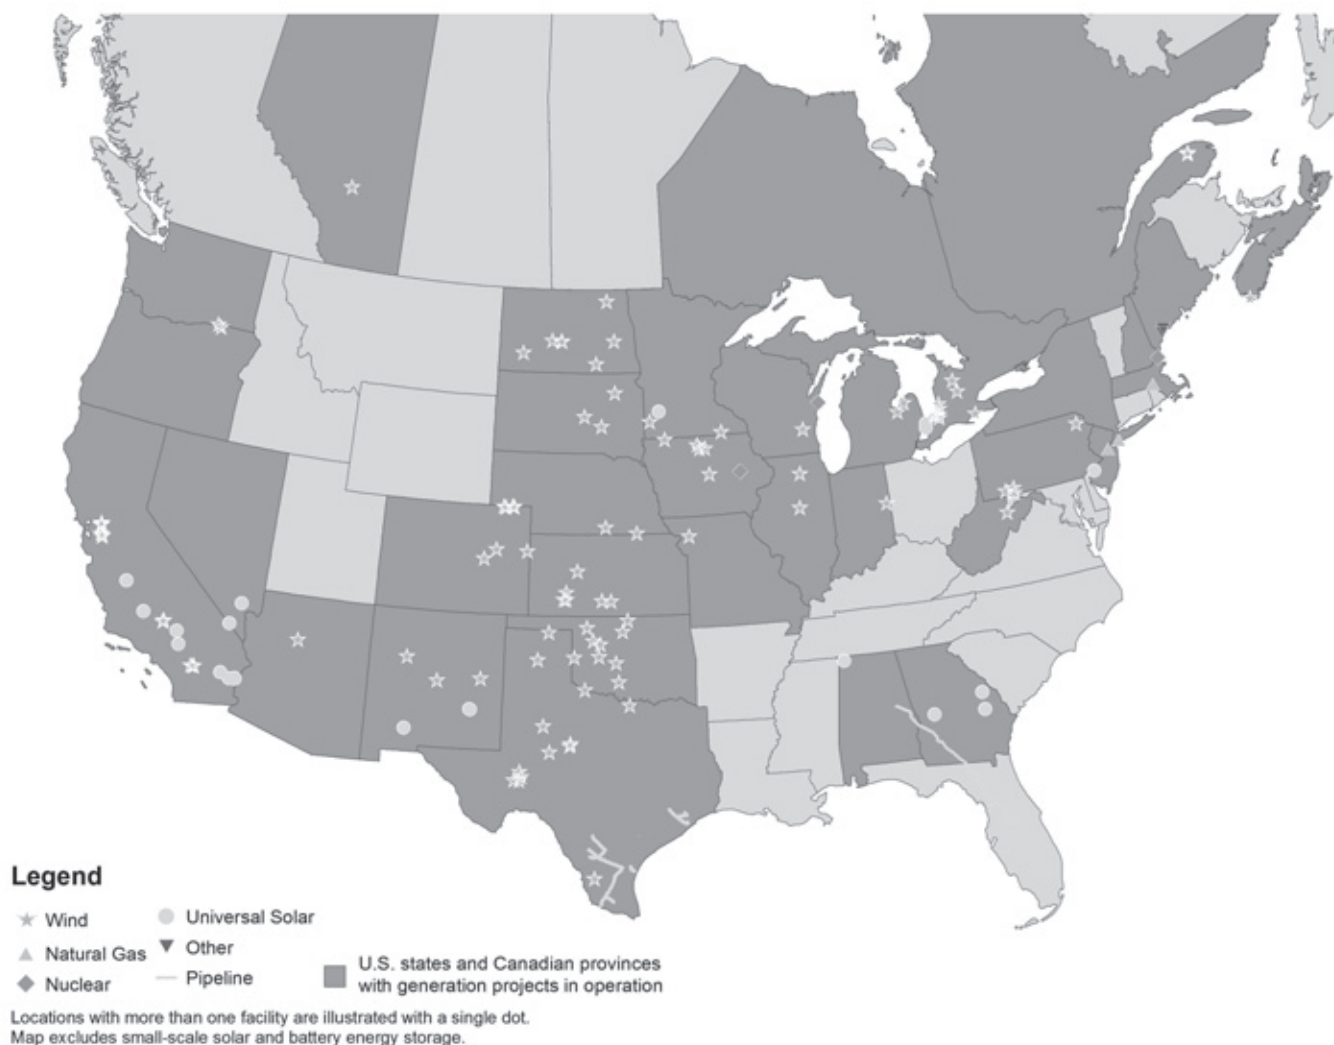 Legend
Wind
Universal Solar
Natural Gas
Other
Nuclear
Pipeline
U.S. states and Canadian provinces
with generation projects in operation
Locations with more than one facility are illustrated with a single dot.
Map excludes small-scale solar and battery energy storage.